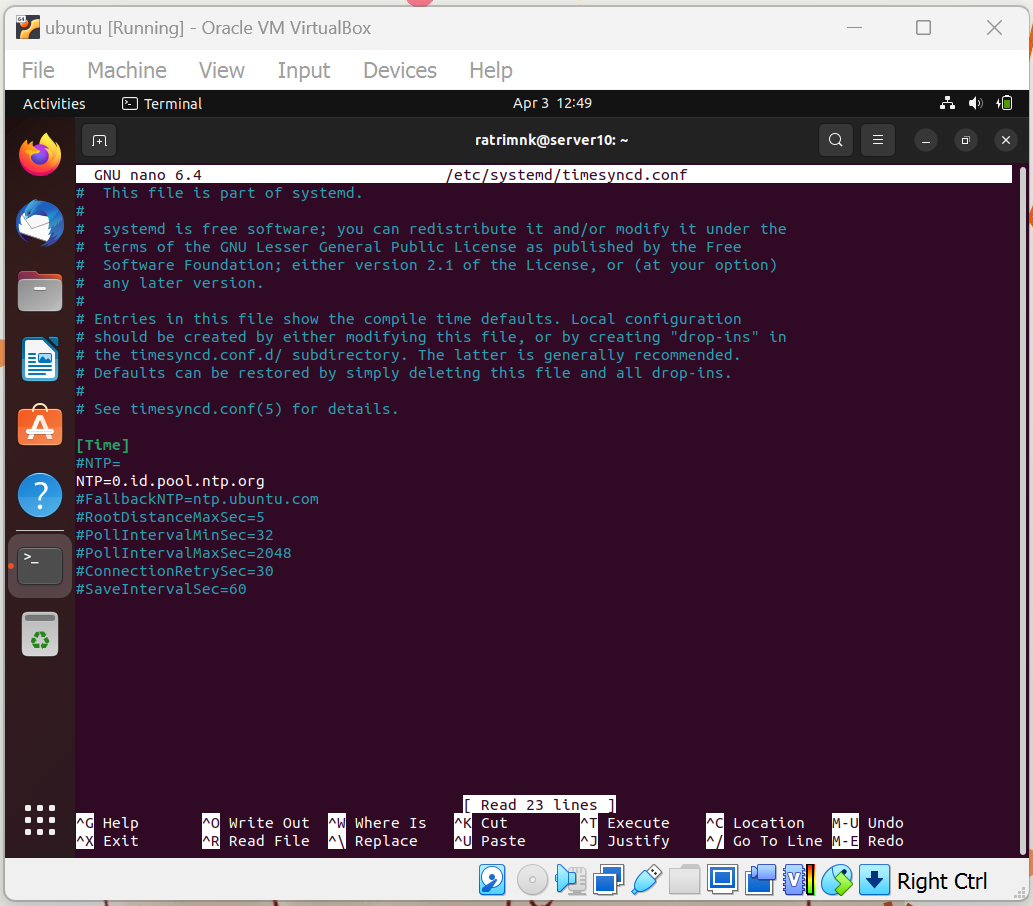 ubuntu [Running] - Oracle VM VirtualBox
File Machine View Input Devices Help
Activities Terminal Apr 3 12:49
ratrimnk@server10: ~
GNU nano 6.4 /etc/systemd/timesyncd.conf
#  This file is part of systemd.
#
#  systemd is free software; you can redistribute it and/or modify it under the
#  terms of the GNU Lesser General Public License as published by the Free
#  Software Foundation; either version 2.1 of the License, or (at your option)
#  any later version.
#
# Entries in this file show the compile time defaults. Local configuration
# should be created by either modifying this file, or by creating "drop-ins" in
# the timesyncd.conf.d/ subdirectory. The latter is generally recommended.
# Defaults can be restored by simply deleting this file and all drop-ins.
#
# See timesyncd.conf(5) for details.
[Time]
#NTP=
NTP=0.id.pool.ntp.org
#FallbackNTP=ntp.ubuntu.com
#RootDistanceMaxSec=5
#PollIntervalMinSec=32
#PollIntervalMaxSec=2048
#ConnectionRetrySec=30
#SaveIntervalSec=60
[ Read 23 lines ]
^G Help ^O Write Out ^W Where Is ^K Cut ^T Execute ^C Location M-U Undo
^X Exit ^R Read File ^\ Replace ^U Paste ^J Justify ^/ Go To Line M-E Redo
Right Ctrl